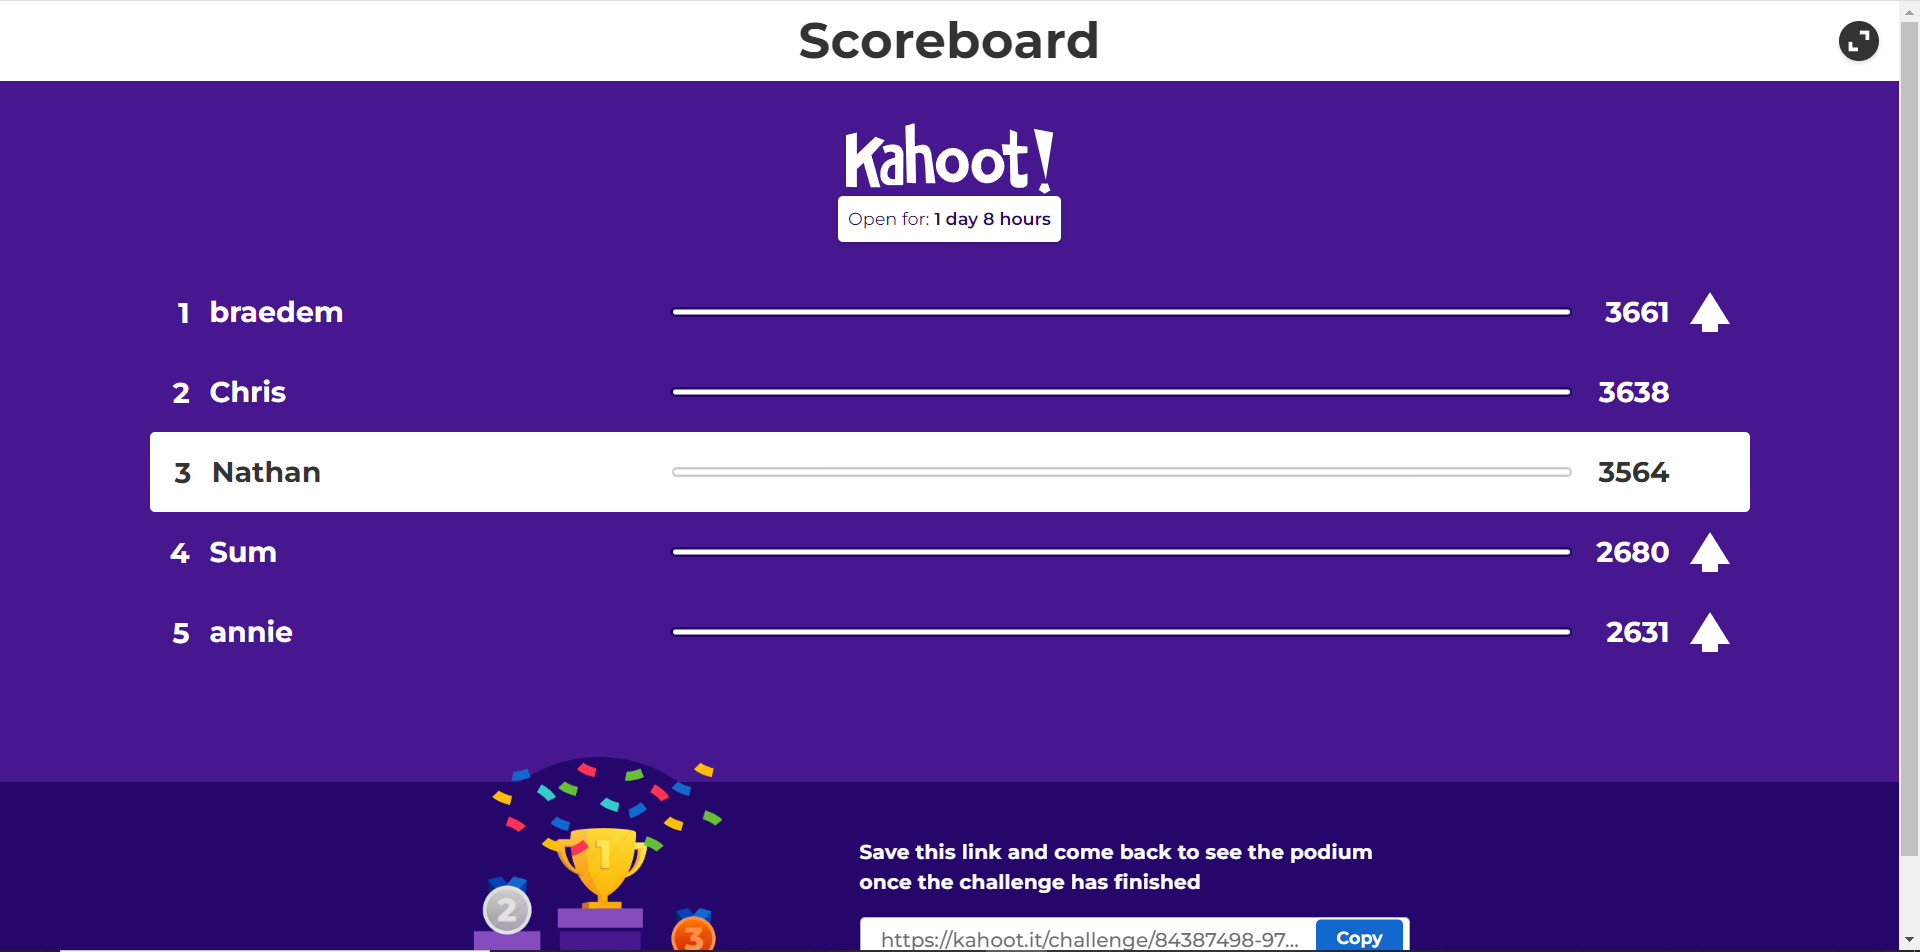 Scoreboard
Kahoot!
Open for: 1 day 8 hours
1 braedem 3661
2 Chris 3638
3 Nathan 3564
4 Sum 2680
5 annie 2631
1
2
3
Save this link and come back to see the podium
once the challenge has finished
https://kahoot.it/challenge/84387498-97... Copy